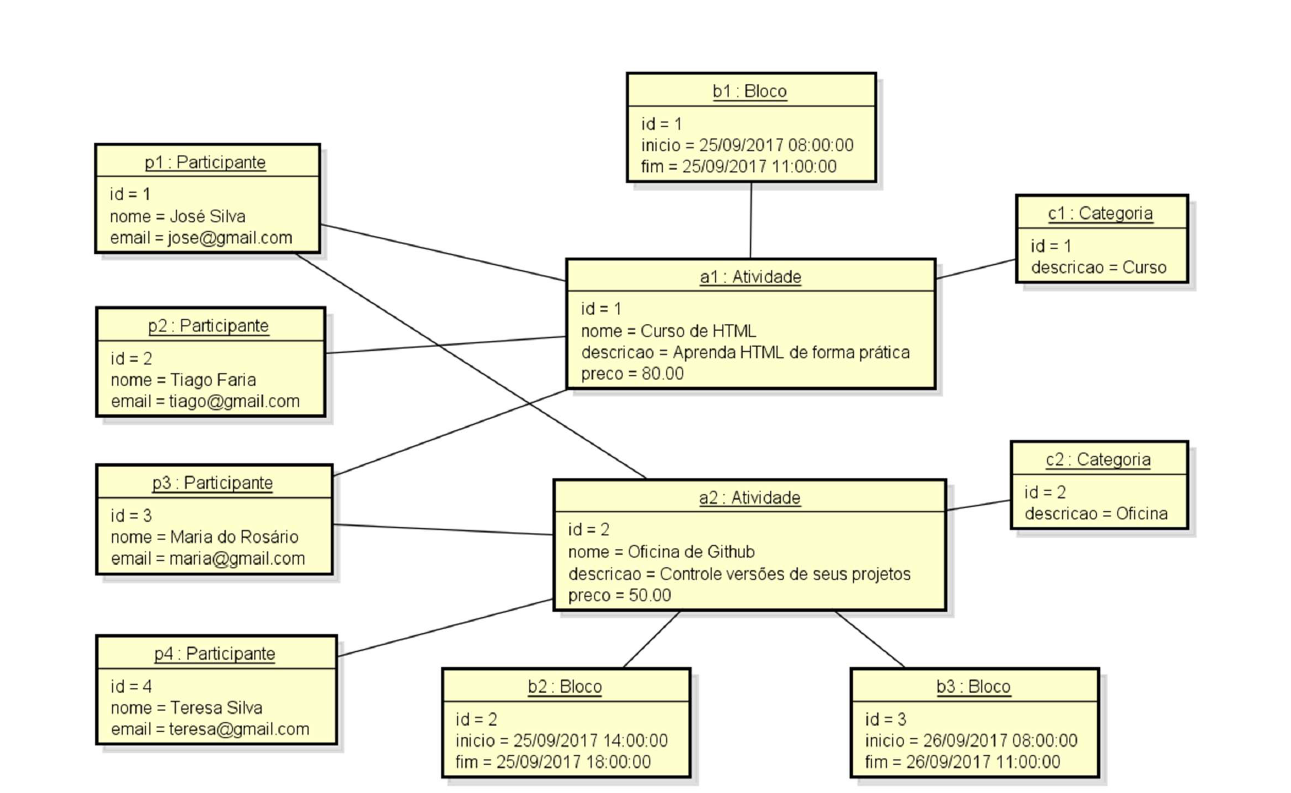 b1 : Bloco
id = 1
inicio = 25/09/2017 08:00:00
fim = 25/09/2017 11:00:00
p1 : Participante
id = 1
nome = José Silva
email = jose@gmail.com
c1 : Categoria
id = 1
descricao = Curso
a1 : Atividade
id = 1
nome = Curso de HTML
descricao = Aprenda HTML de forma prática
preco = 80.00
p2 : Participante
id = 2
nome = Tiago Faria
email = tiago@gmail.com
c2 : Categoria
id = 2
descricao = Oficina
p3 : Participante
id = 3
nome = Maria do Rosário
email = maria@gmail.com
a2 : Atividade
id = 2
nome = Oficina de Github
descricao = Controle versões de seus projetos
preco = 50.00
p4 : Participante
id = 4
nome = Teresa Silva
email = teresa@gmail.com
b2 : Bloco
id = 2
inicio = 25/09/2017 14:00:00
fim = 25/09/2017 18:00:00
b3 : Bloco
id = 3
inicio = 26/09/2017 08:00:00
fim = 26/09/2017 11:00:00